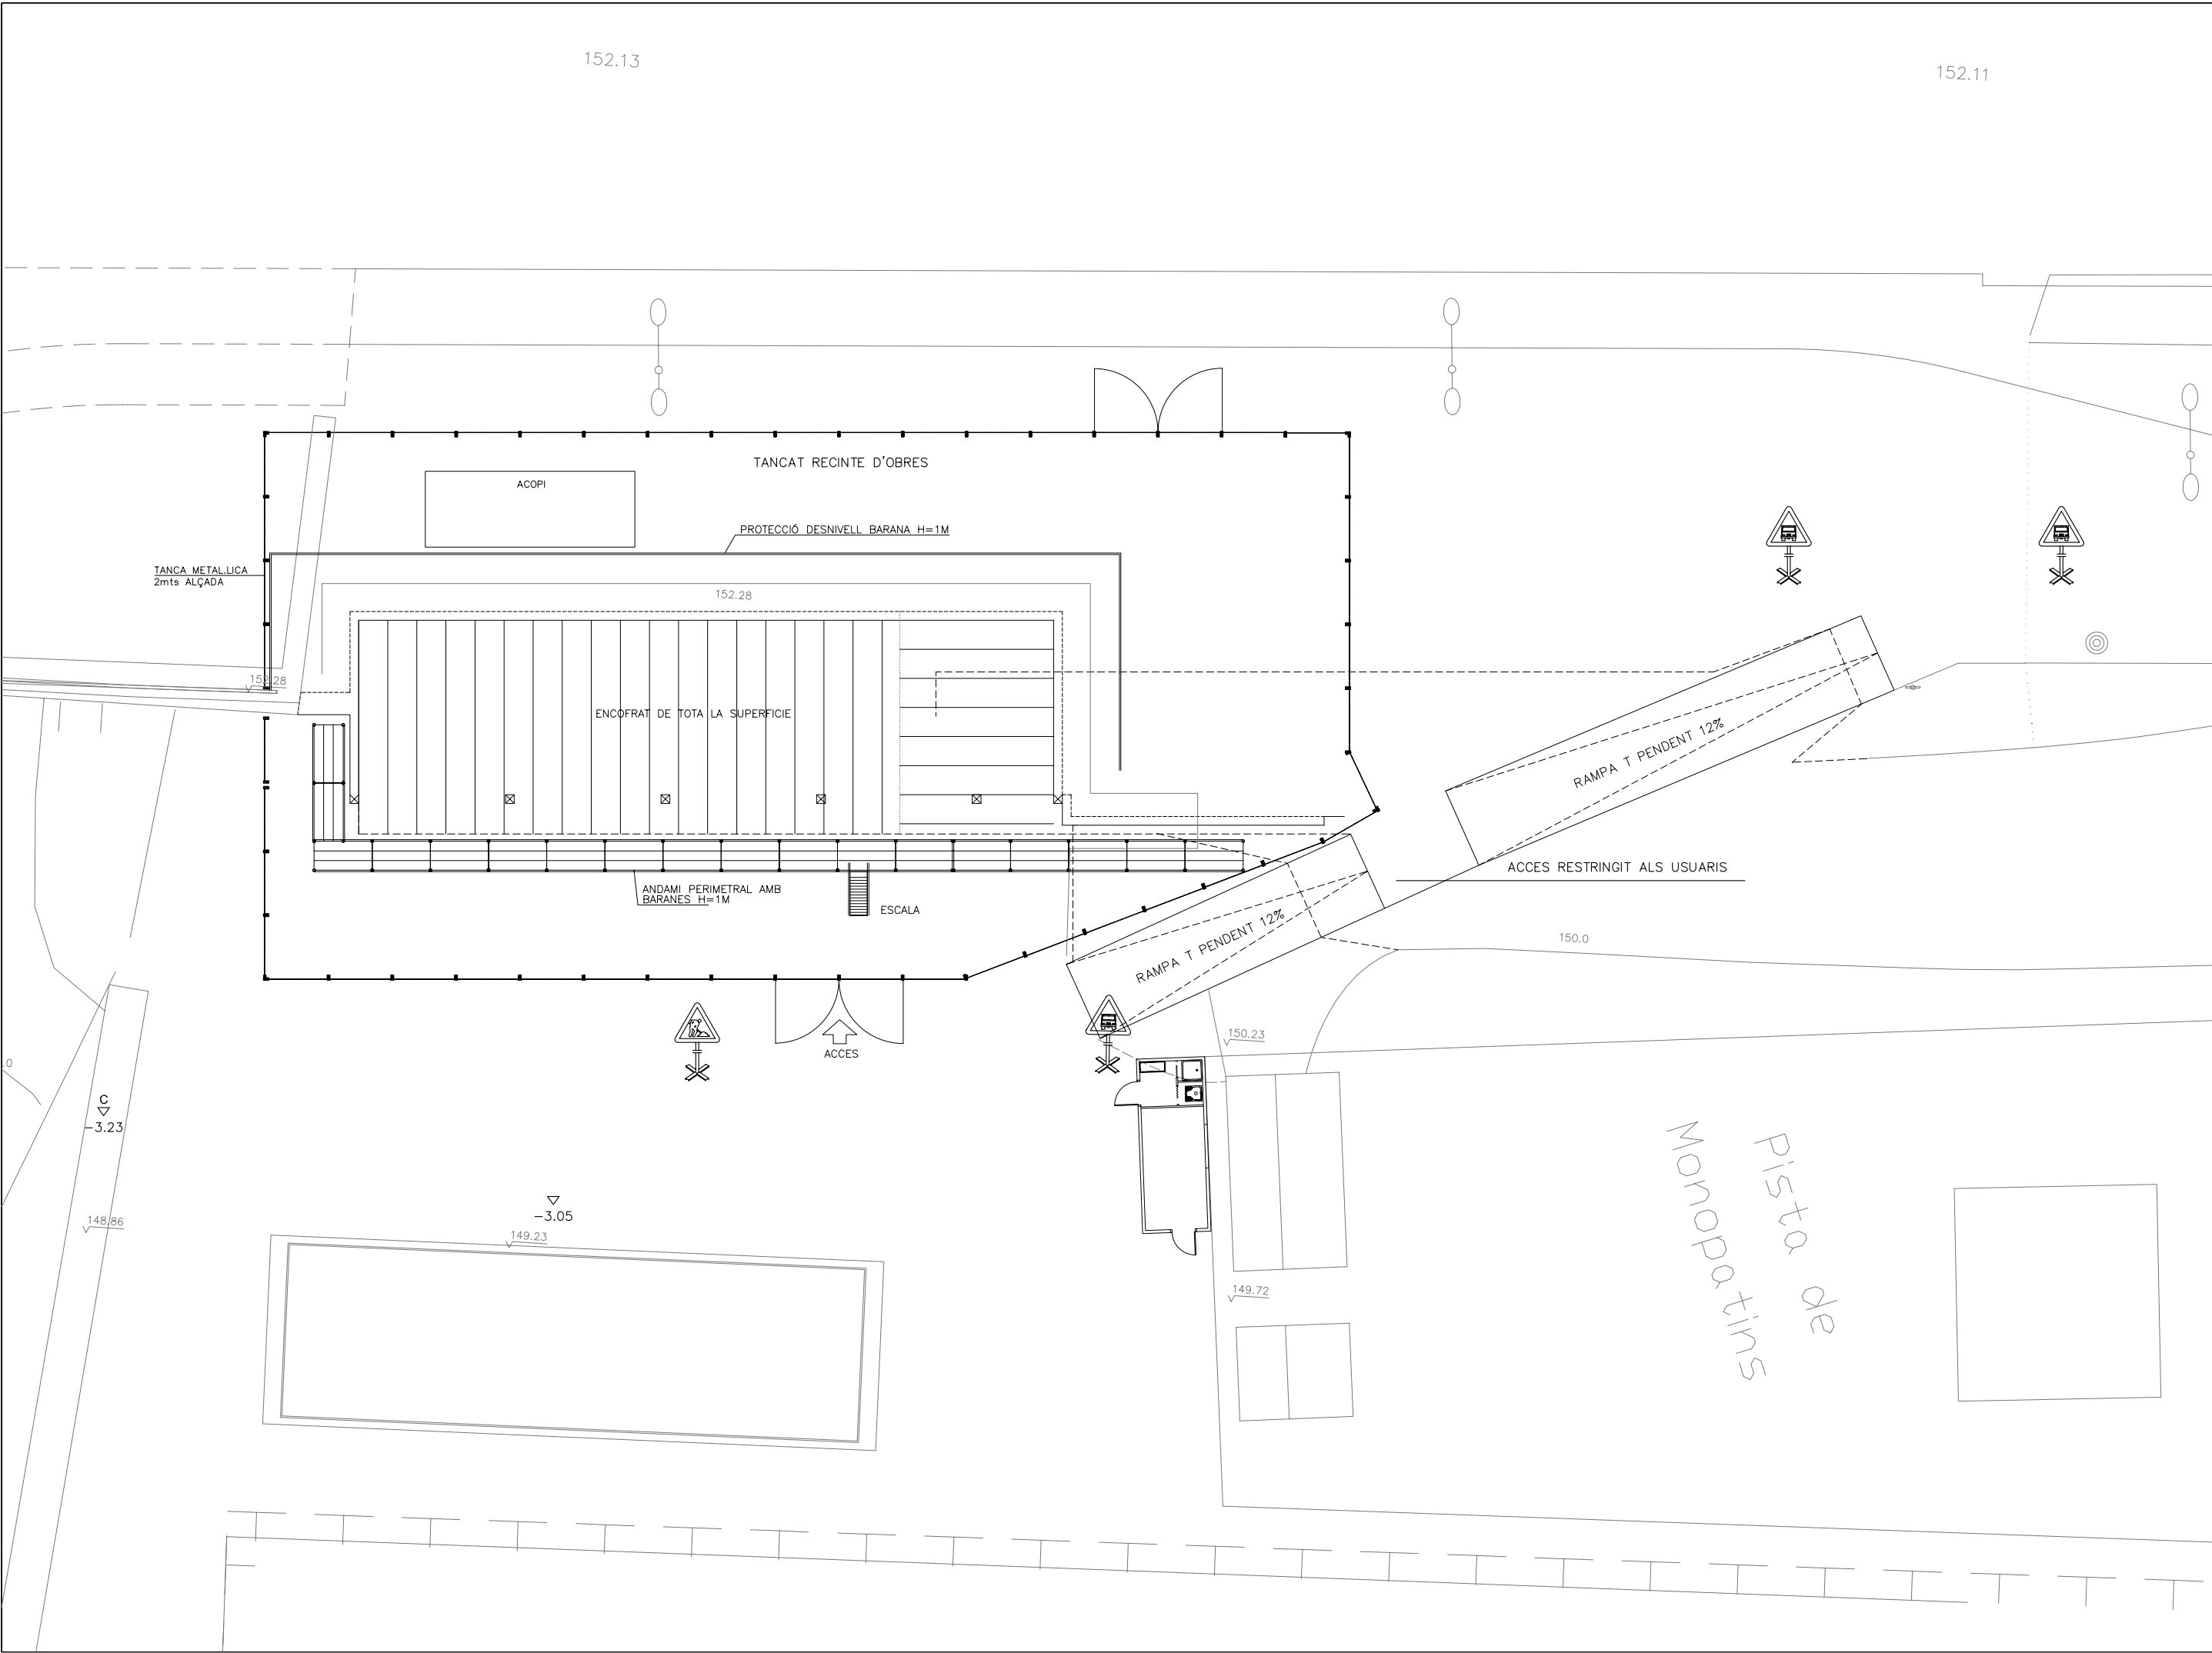 152.13
152.11
TANCAT RECINTE D'OBRES
ACOPI
PROTECCIÓ DESNIVELL BARANA H=1M
TANCA METAL.LICA
2mts ALÇADA
152.28
152.28
ENCOFRAT DE TOTA LA SUPERFICIE
RAMPA T PENDENT 12%
ACCES RESTRINGIT ALS USUARIS
ANDAMI PERIMETRAL AMB
BARANES H=1M
ESCALA
RAMPA T PENDENT 12%
150.0
150.23
ACCES
.0
C
-3.23
148.86
-3.05
149.23
149.72
Pista de
Monopatins